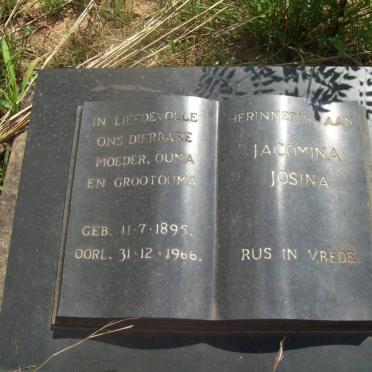 IN LIEFDEVOLLE
ONS DIERBARE
MOEDER, OUMA
EN GROOTOUMA
GEB. 11·7·1895.
OORL. 31·12·1966.
HERINNERING AAN
JACOMINA
JOSINA
RUS IN VREDE.